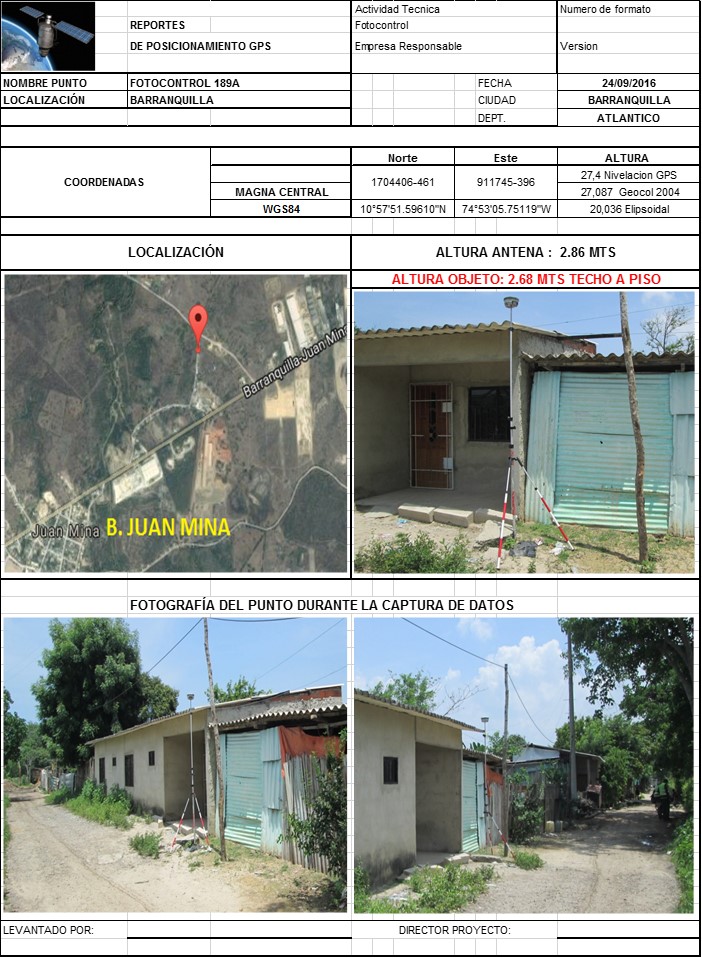 Actividad Tecnica
Numero de formato
REPORTES
Fotocontrol
DE POSICIONAMIENTO GPS
Empresa Responsable
Version
NOMBRE PUNTO
FOTOCONTROL 189A
FECHA
24/09/2016
LOCALIZACIÓN
BARRANQUILLA
CIUDAD
BARRANQUILLA
DEPT.
ATLANTICO
COORDENADAS
Norte
Este
ALTURA
1704406-461
911745-396
27,4 Nivelacion GPS
MAGNA CENTRAL
27,087 Geocol 2004
WGS84
10°57'51.59610"N
74°53'05.75119"W
20,036 Elipsoidal
LOCALIZACIÓN
ALTURA ANTENA : 2.86 MTS
ALTURA OBJETO: 2.68 MTS TECHO A PISO
Barranquilla-Juan Mina
Juan Mina
B. JUAN MINA
FOTOGRAFÍA DEL PUNTO DURANTE LA CAPTURA DE DATOS
LEVANTADO POR:
DIRECTOR PROYECTO: